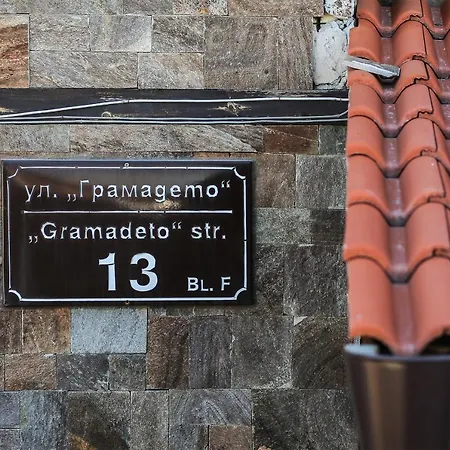 ул. „Грамадето“
„Gramadeto“ str.
13 BL. F